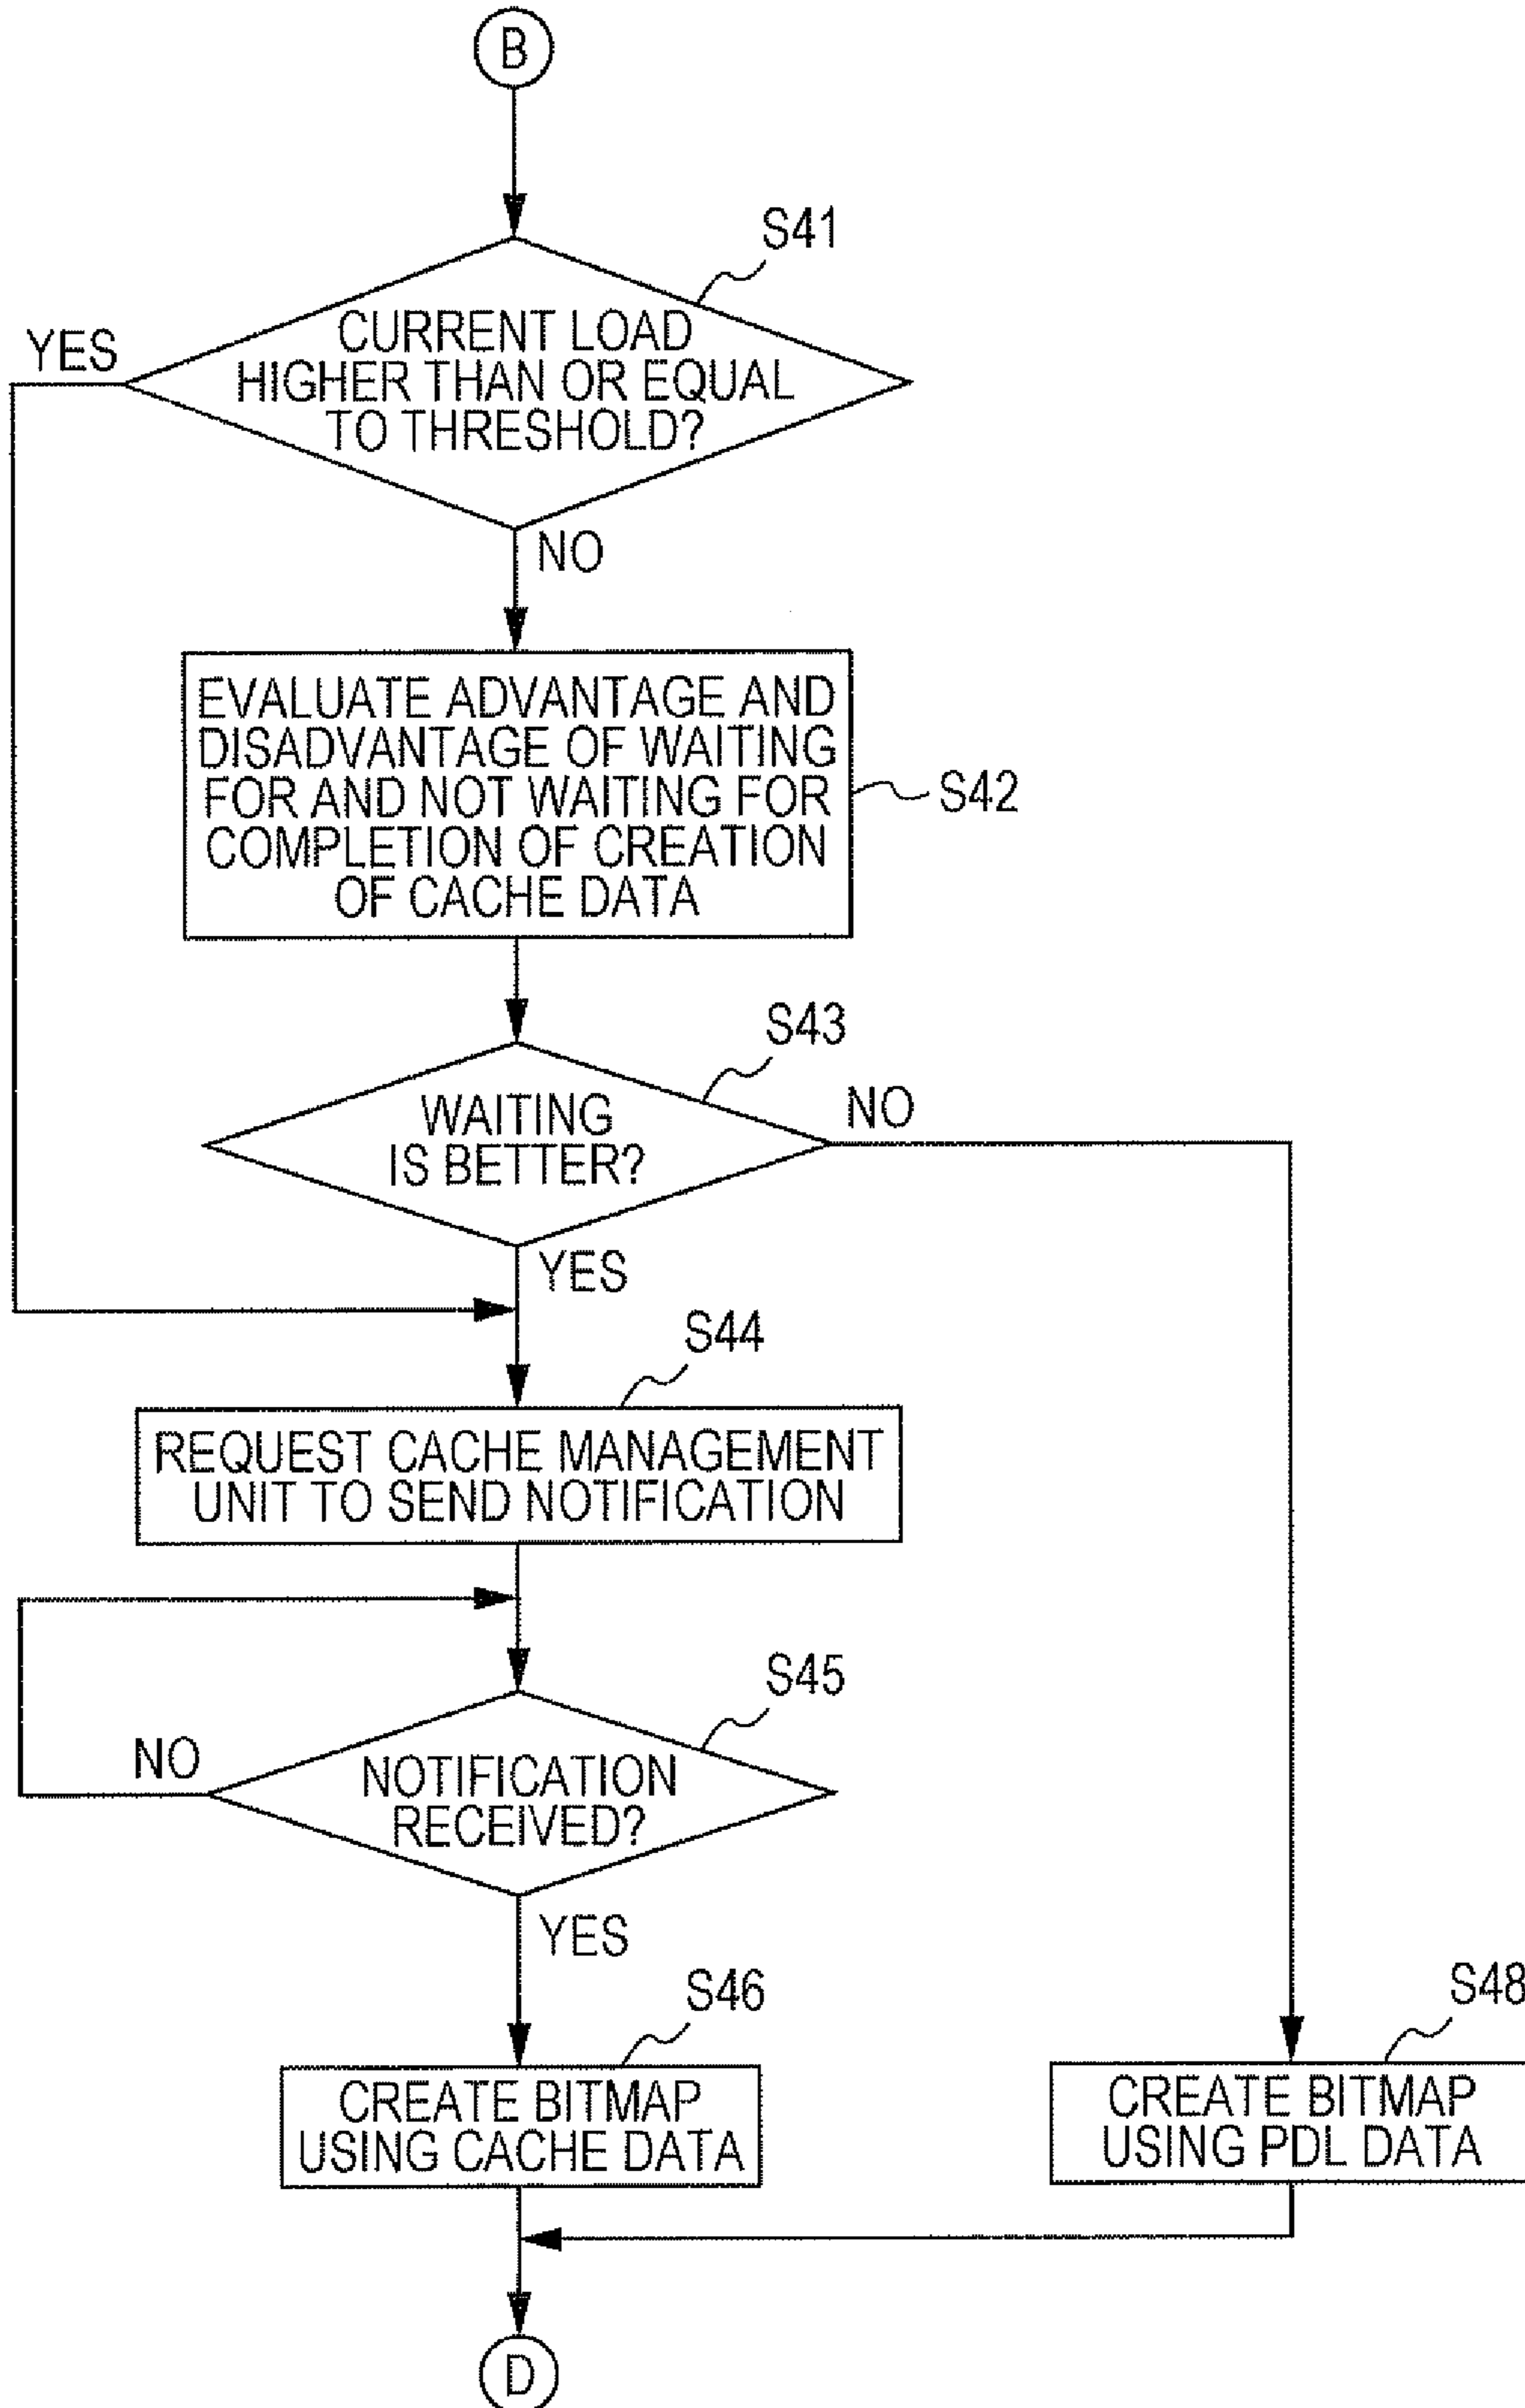 B
S41
YES
CURRENT LOAD
HIGHER THAN OR EQUAL
TO THRESHOLD?
NO
EVALUATE ADVANTAGE AND
DISADVANTAGE OF WAITING
FOR AND NOT WAITING FOR
COMPLETION OF CREATION
OF CACHE DATA
S42
S43
WAITING
IS BETTER?
NO
YES
S44
REQUEST CACHE MANAGEMENT
UNIT TO SEND NOTIFICATION
S45
NO
NOTIFICATION
RECEIVED?
YES
S46
CREATE BITMAP
USING CACHE DATA
S48
CREATE BITMAP
USING PDL DATA
D